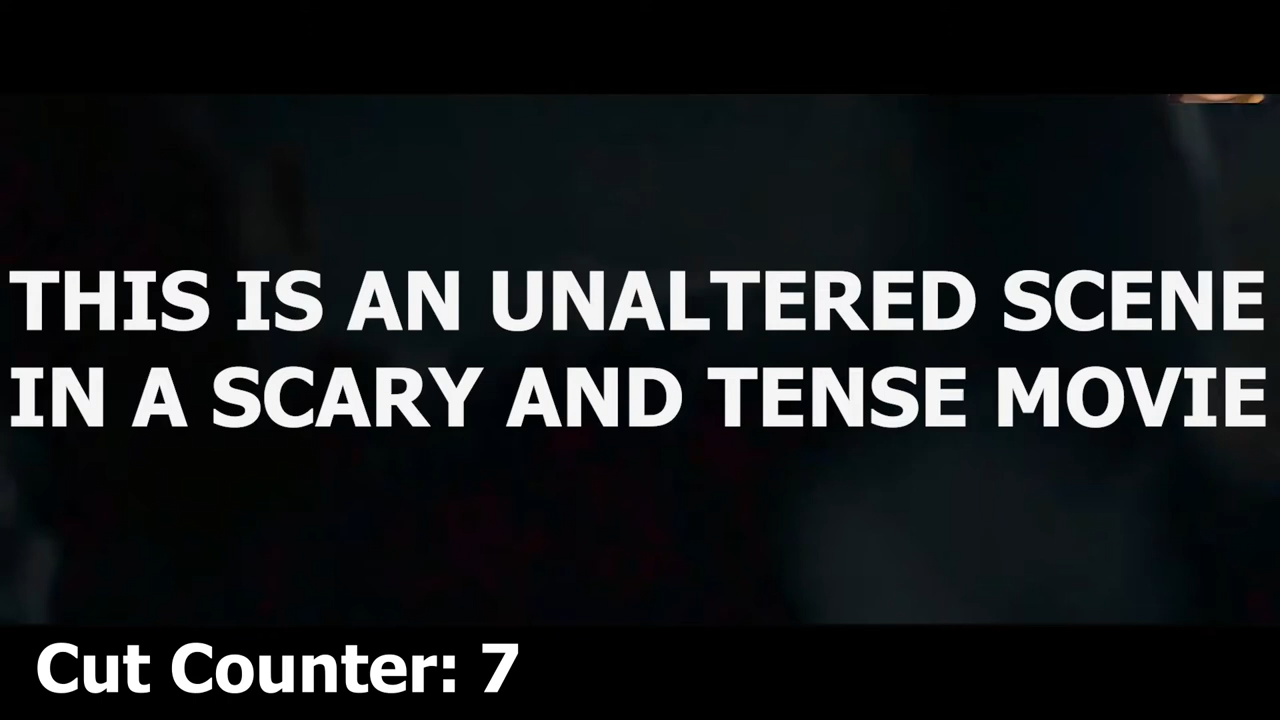 THIS IS AN UNALTERED SCENE
IN A SCARY AND TENSE MOVIE
Cut Counter: 7